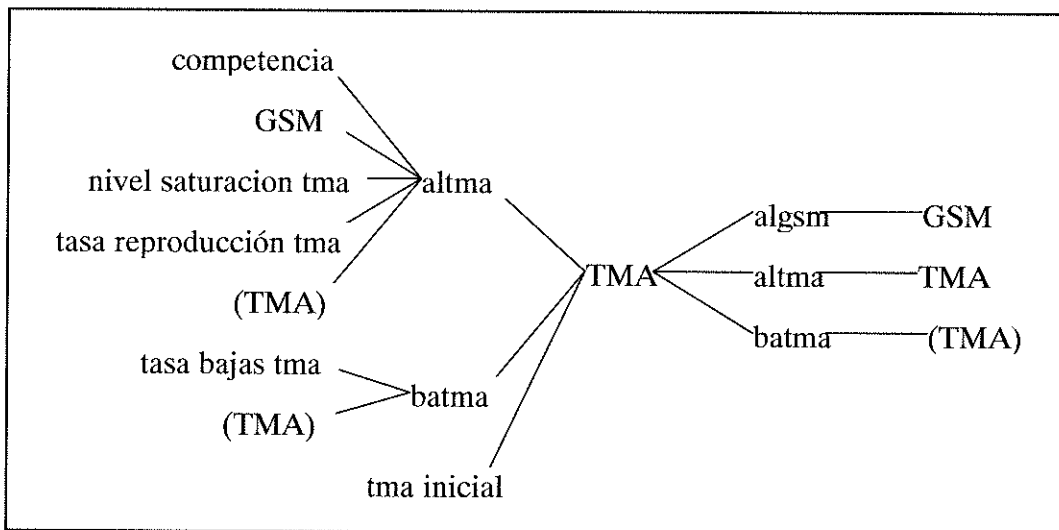 competencia
GSM
nivel saturacion tma
altma
tasa reproducción tma
(TMA)
tasa bajas tma
batma
(TMA)
tma inicial
TMA
algsm
GSM
altma
TMA
batma
(TMA)